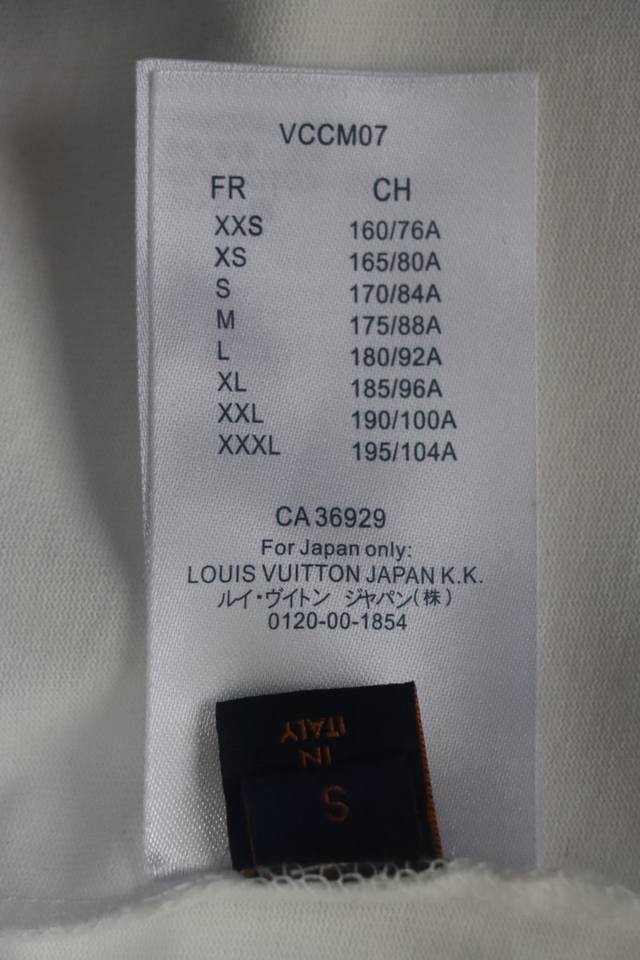 VCCM07
FR CH
XXS 160/76A
XS 165/80A
S 170/84A
M 175/88A
L 180/92A
XL 185/96A
XXL 190/100A
XXXL 195/104A
CA 36929
For Japan only:
LOUIS VUITTON JAPAN K.K.
ルイ・ヴィトン ジャパン(株)
0120-00-1854
IN
ITALY
S